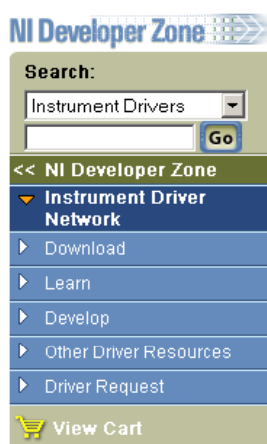 NI Developer Zone
Search:
Instrument Drivers
Go
<< NI Developer Zone
Instrument Driver
Network
Download
Learn
Develop
Other Driver Resources
Driver Request
View Cart